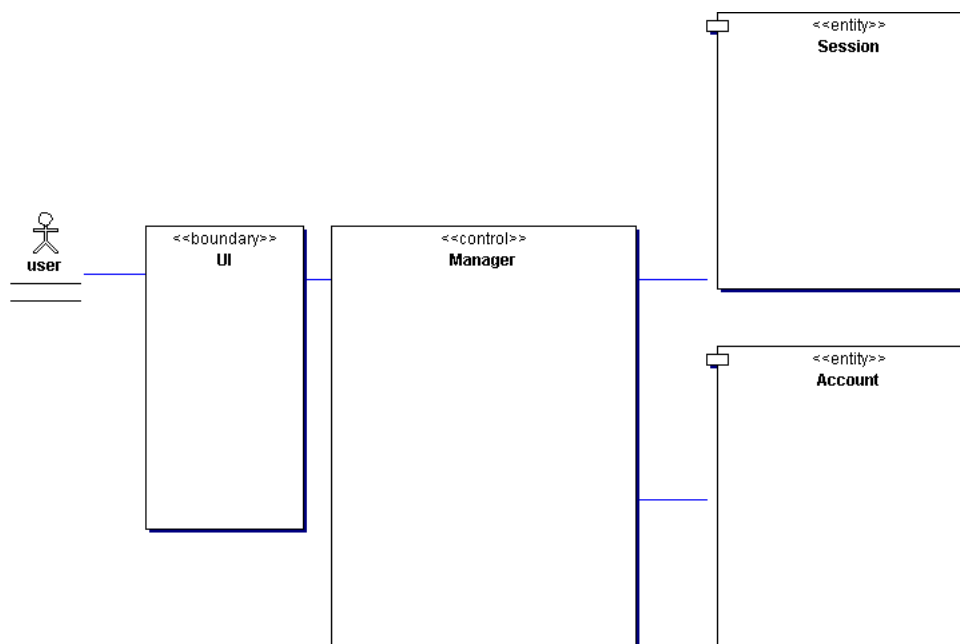 <<entity>>
Session
user
<<boundary>>
UI
<<control>>
Manager
<<entity>>
Account